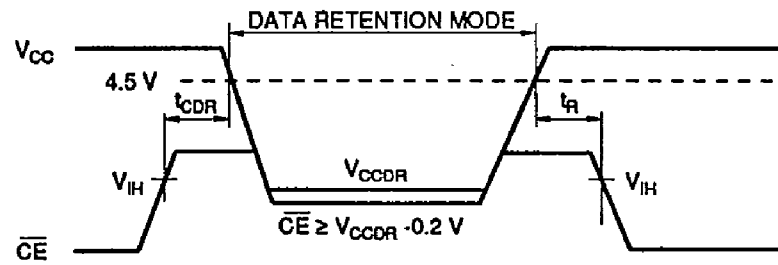 DATA RETENTION MODE
VCC
4.5 V
tCDR
tR
VIH
VCCDR
VIH
CE ≥ VCCDR -0.2 V
CE